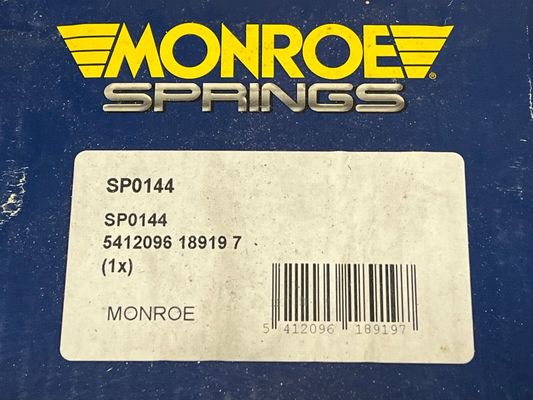 MONROE®
SPRINGS
SP0144
SP0144
5412096 18919 7
(1x)
MONROE
5 412096 189197